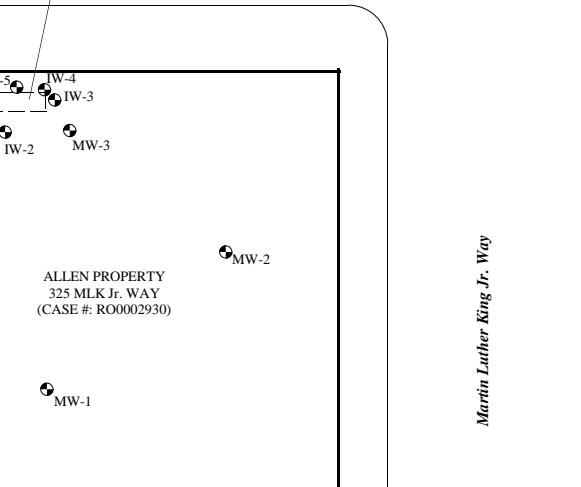 -5
IW-4
IW-3
IW-2
MW-3
MW-2
ALLEN PROPERTY
325 MLK Jr. WAY
(CASE #: RO0002930)
MW-1
Martin Luther King Jr. Way